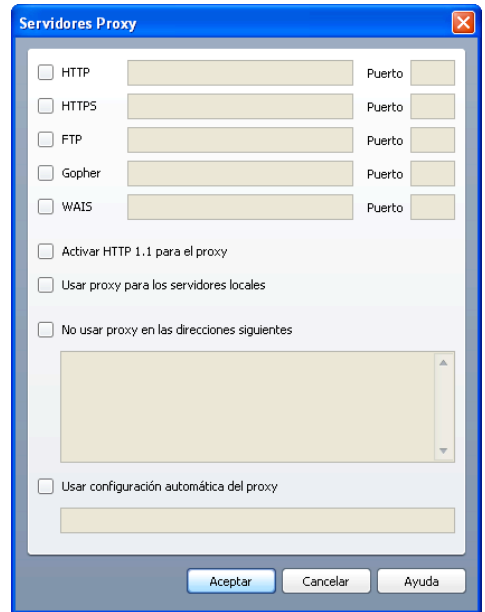 Servidores Proxy
HTTP Puerto
HTTPS Puerto
FTP Puerto
Gopher Puerto
WAIS Puerto
Activar HTTP 1.1 para el proxy
Usar proxy para los servidores locales
No usar proxy en las direcciones siguientes
Usar configuración automática del proxy
Aceptar Cancelar Ayuda